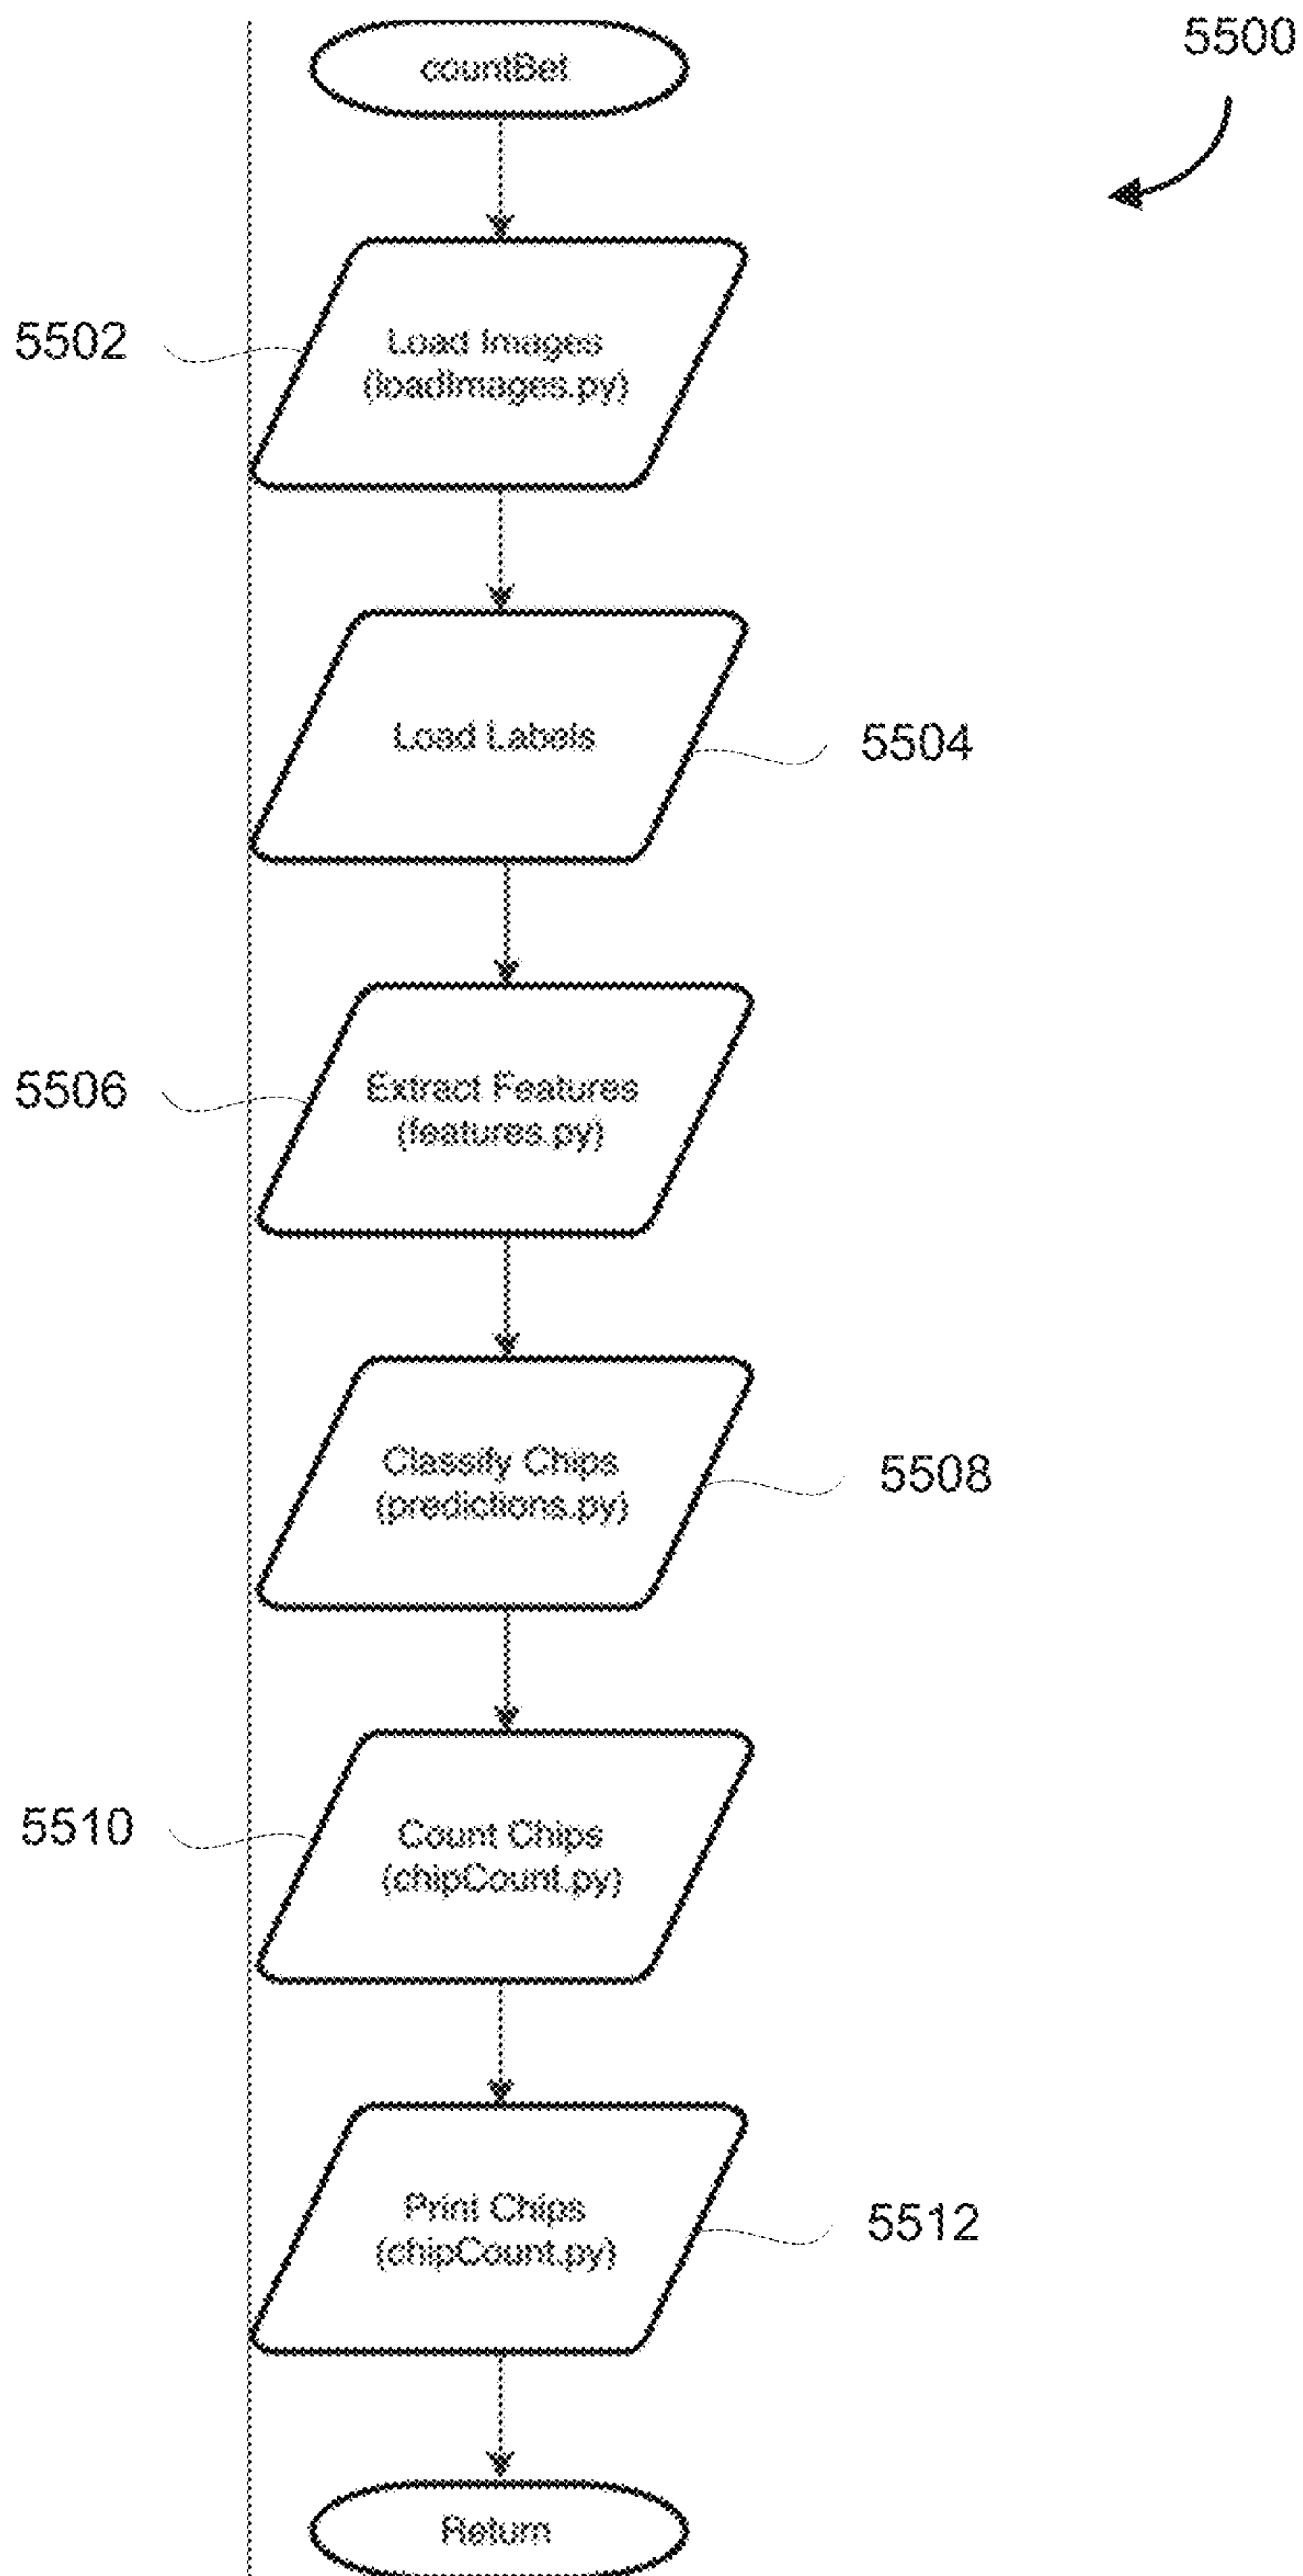 5500
countBet
5502
Load Images
(loadImages.py)
Load Labels
5504
5506
Extract Features
(features.py)
Classify Chips
(predictions.py)
5508
5510
Count Chips
(chipCount.py)
Print Chips
(chipCount.py)
5512
Return